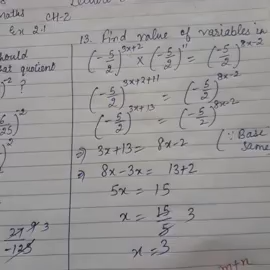 Maths CH-2
Ex 2.1
13. Find value of variables in
(-5/2)^3x+2 × (-5/2)^11 = (-5/2)^8x-2
(-5/2)^3x+2+11 = (-5/2)^8x-2
(-5/2)^3x+13 = (-5/2)^8x-2
⇒ 3x+13 = 8x-2 (∵ Base same
⇒ 8x-3x = 13+2
5x = 15
x = 15/5 3
x = 3
m+n
should
quotient
)^-2 ?
)^-2
)^2
-125